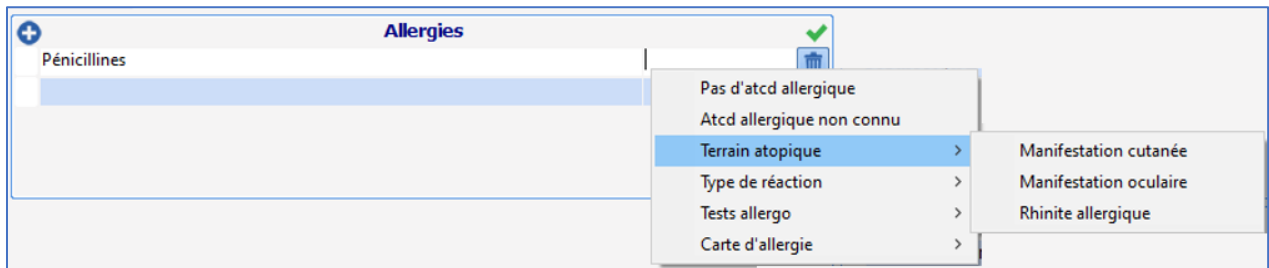 Allergies
Pénicillines
Pas d'atcd allergique
Atcd allergique non connu
Terrain atopique
Type de réaction
Tests allergo
Carte d'allergie
Manifestation cutanée
Manifestation oculaire
Rhinite allergique